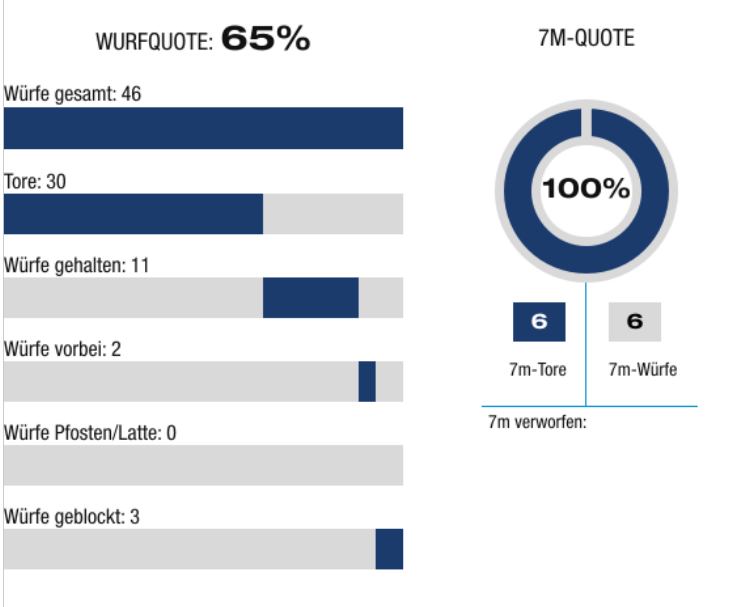 WURFQUOTE: 65%
Würfe gesamt: 46
Tore: 30
Würfe gehalten: 11
Würfe vorbei: 2
Würfe Pfosten/Latte: 0
Würfe geblockt: 3
7M-QUOTE
100%
6 6
7m-Tore 7m-Würfe
7m verworfen: